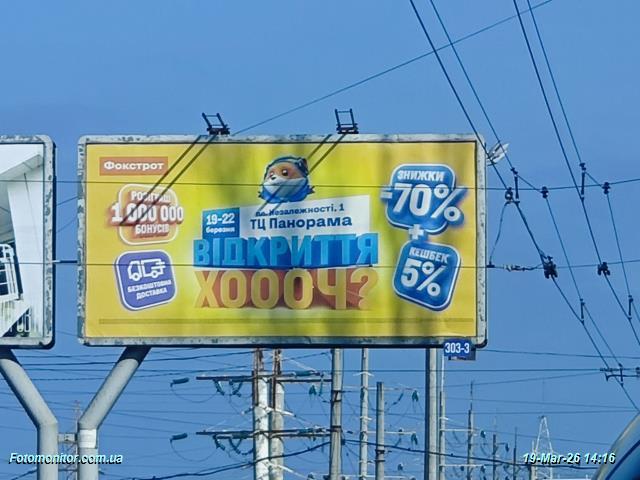 Фокстрот
РОЗІГРАШ
1 000 000
БОНУСІВ
БЕЗКОШТОВНА
ДОСТАВКА
19-22
березня
пл. Незалежності, 1
ТЦ Панорама
ВІДКРИТТЯ
ХОООЧ?
ЗНИЖКИ
-70%
+
КЕШБЕК
5%
303-3
Fotomonitor.com.ua
19-Mar-26 14:16